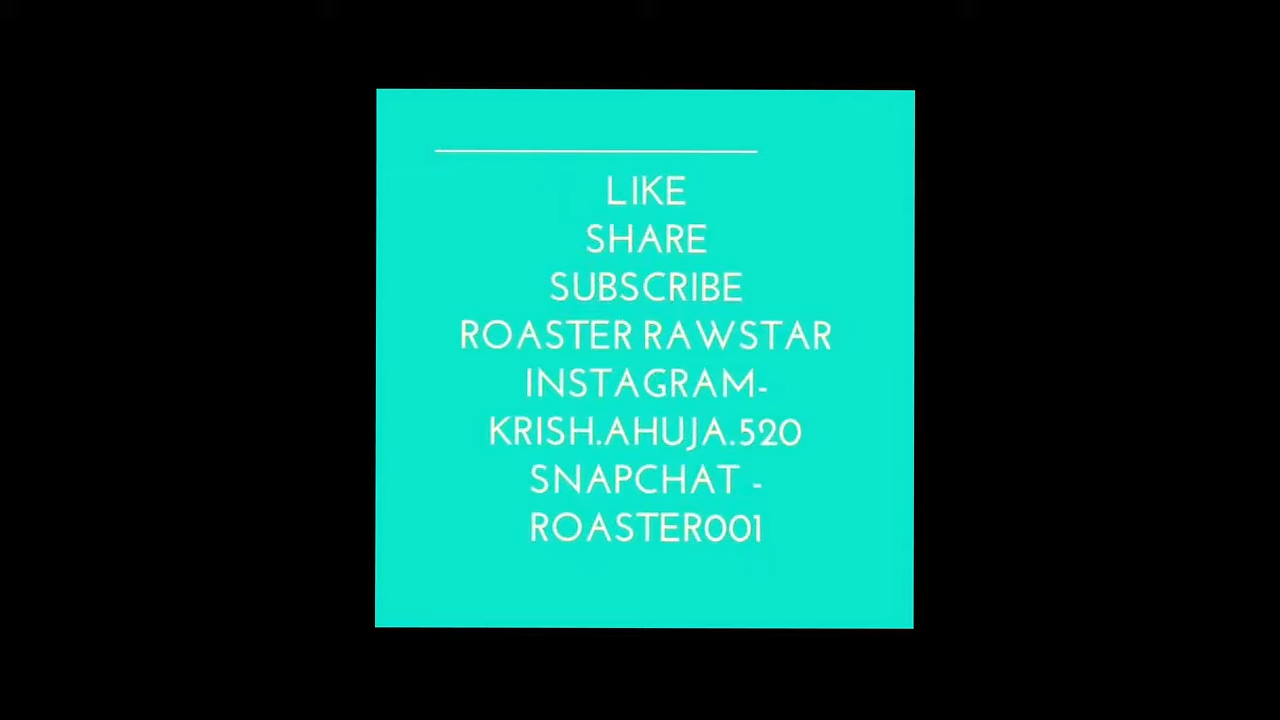 LIKE
SHARE
SUBSCRIBE
ROASTER RAWSTAR
INSTAGRAM-
KRISH.AHUJA.520
SNAPCHAT -
ROASTER001